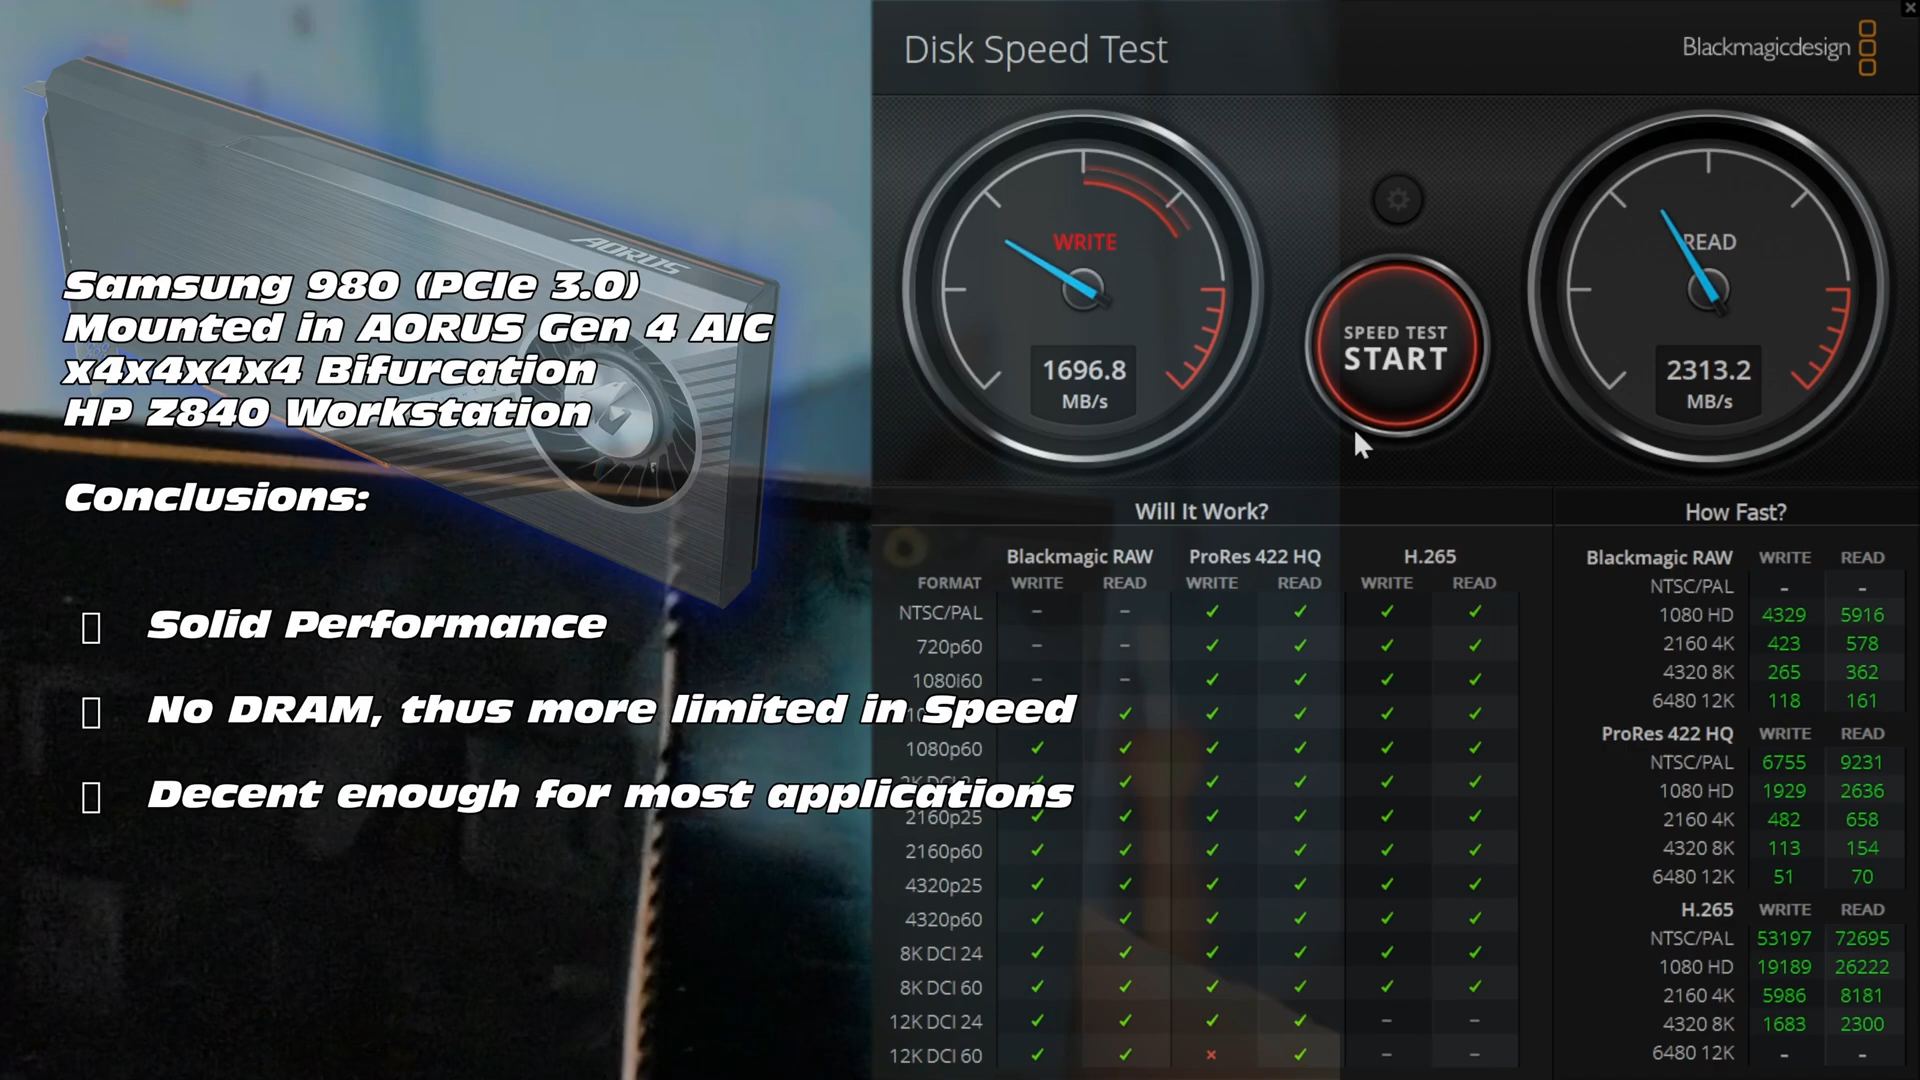 AORUS
Samsung 980 (PCIe 3.0)
Mounted in AORUS Gen 4 AIC
x4x4x4x4 Bifurcation
HP Z840 Workstation
Conclusions:
Solid Performance
No DRAM, thus more limited in Speed
Decent enough for most applications
Disk Speed Test
Blackmagicdesign
WRITE
1696.8
MB/s
SPEED TEST
START
READ
2313.2
MB/s
Will It Work?
Blackmagic RAW ProRes 422 HQ H.265
FORMAT WRITE READ WRITE READ WRITE READ
NTSC/PAL – – ✓ ✓ ✓ ✓
720p60 – – ✓ ✓ ✓ ✓
1080i60 – – ✓ ✓ ✓ ✓
✓ ✓ ✓ ✓ ✓
1080p60 ✓ ✓ ✓ ✓ ✓ ✓
2K DCI ✓ ✓ ✓ ✓ ✓ ✓
2160p25 ✓ ✓ ✓ ✓ ✓ ✓
2160p60 ✓ ✓ ✓ ✓ ✓ ✓
4320p25 ✓ ✓ ✓ ✓ ✓ ✓
4320p60 ✓ ✓ ✓ ✓ ✓ ✓
8K DCI 24 ✓ ✓ ✓ ✓ ✓ ✓
8K DCI 60 ✓ ✓ ✓ ✓ ✓ ✓
12K DCI 24 ✓ ✓ ✓ ✓ – –
12K DCI 60 ✓ ✓ × ✓ – –
How Fast?
Blackmagic RAW WRITE READ
NTSC/PAL - -
1080 HD 4329 5916
2160 4K 423 578
4320 8K 265 362
6480 12K 118 161
ProRes 422 HQ WRITE READ
NTSC/PAL 6755 9231
1080 HD 1929 2636
2160 4K 482 658
4320 8K 113 154
6480 12K 51 70
H.265 WRITE READ
NTSC/PAL 53197 72695
1080 HD 19189 26222
2160 4K 5986 8181
4320 8K 1683 2300
6480 12K - -